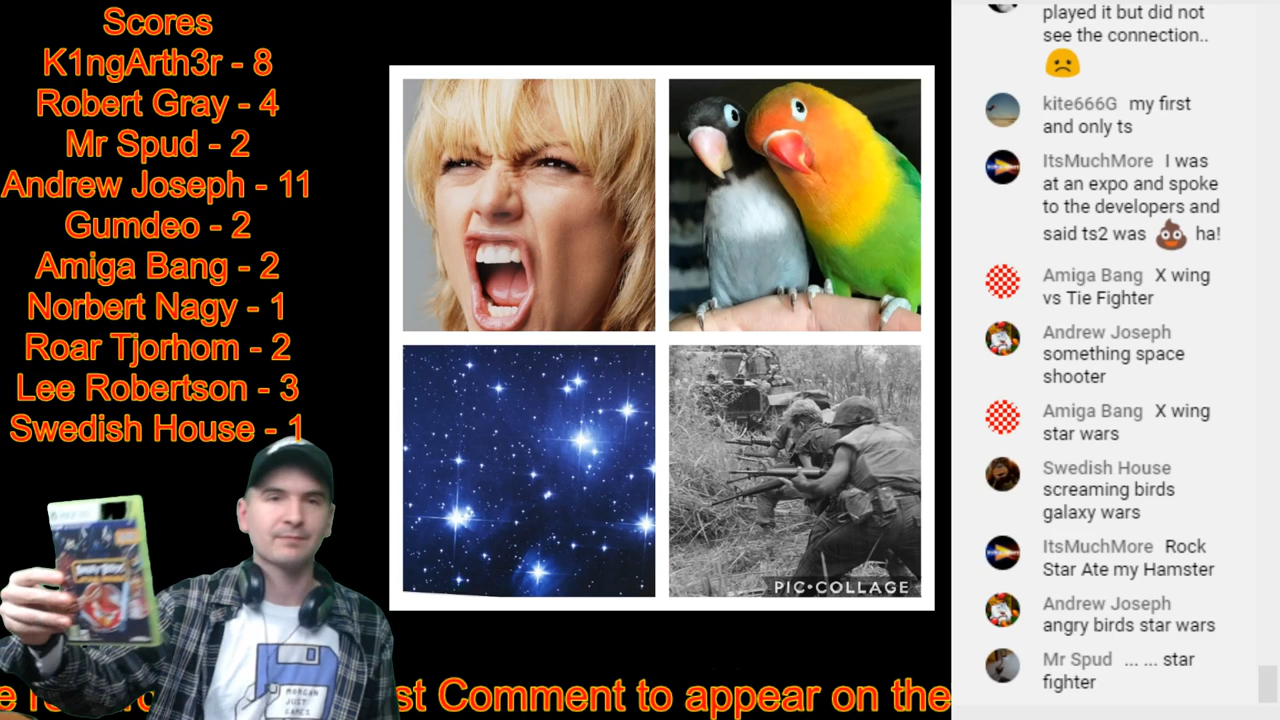 Scores
K1ngArth3r - 8
Robert Gray - 4
Mr Spud - 2
Andrew Joseph - 11
Gumdeo - 2
Amiga Bang - 2
Norbert Nagy - 1
Roar Tjorhom - 2
Lee Robertson - 3
Swedish House - 1
MORGAN
JUST
GAMES
PIC•COLLAGE
st Comment to appear on the
played it but did not
see the connection..
kite666G my first
and only ts
ItsMuchMore I was
at an expo and spoke
to the developers and
said ts2 was 💩 ha!
Amiga Bang X wing
vs Tie Fighter
Andrew Joseph
something space
shooter
Amiga Bang X wing
star wars
Swedish House
screaming birds
galaxy wars
ItsMuchMore Rock
Star Ate my Hamster
Andrew Joseph
angry birds star wars
Mr Spud ... ... star
fighter